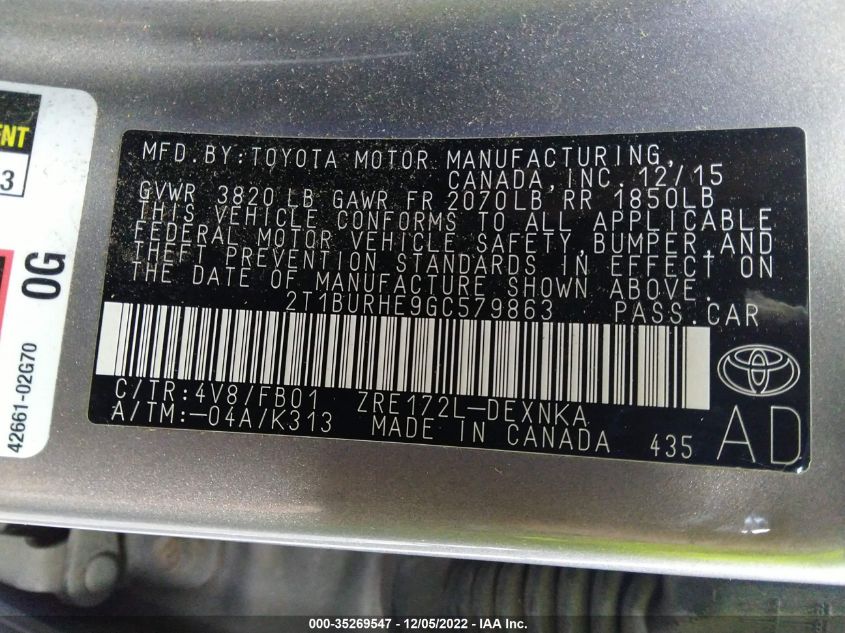 ENT
3
0G
42661-02G70
MFD.BY:TOYOTA MOTOR MANUFACTURING,
CANADA,INC. 12/15
GVWR 3820 LB GAWR FR 2070LB RR 1850LB
THIS VEHICLE CONFORMS TO ALL APPLICABLE
FEDERAL MOTOR VEHICLE SAFETY,BUMPER,AND
THEFT PREVENTION STANDARDS IN EFFECT ON
THE DATE OF MANUFACTURE SHOWN ABOVE.
2T1BURHE9GC579863 PASS.CAR
C/TR:4V8/FB01 ZRE172L-DEXNKA
A/TM:-04A/K313 MADE IN CANADA 435
AD
000-35269547 - 12/05/2022 - IAA Inc.